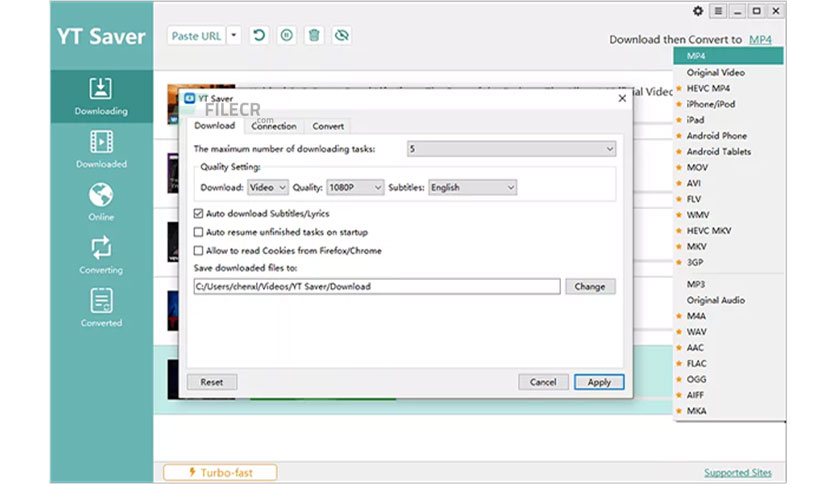 YT Saver
Paste URL
Download then Convert to MP4
Downloading
Downloaded
Online
Converting
Converted
ial Video
YT Saver
FILECR
.com
Download Connection Convert
The maximum number of downloading tasks: 5
Quality Setting:
Download: Video Quality: 1080P Subtitles: English
Auto download Subtitles/Lyrics
Auto resume unfinished tasks on startup
Allow to read Cookies from Firefox/Chrome
Save downloaded files to:
C:/Users/chenxl/Videos/YT Saver/Download Change
Reset Cancel Apply
MP4
Original Video
HEVC MP4
iPhone/iPod
iPad
Android Phone
Android Tablets
MOV
AVI
FLV
WMV
HEVC MKV
MKV
3GP
MP3
Original Audio
M4A
WAV
AAC
FLAC
OGG
AIFF
MKA
Turbo-fast
Supported Sites